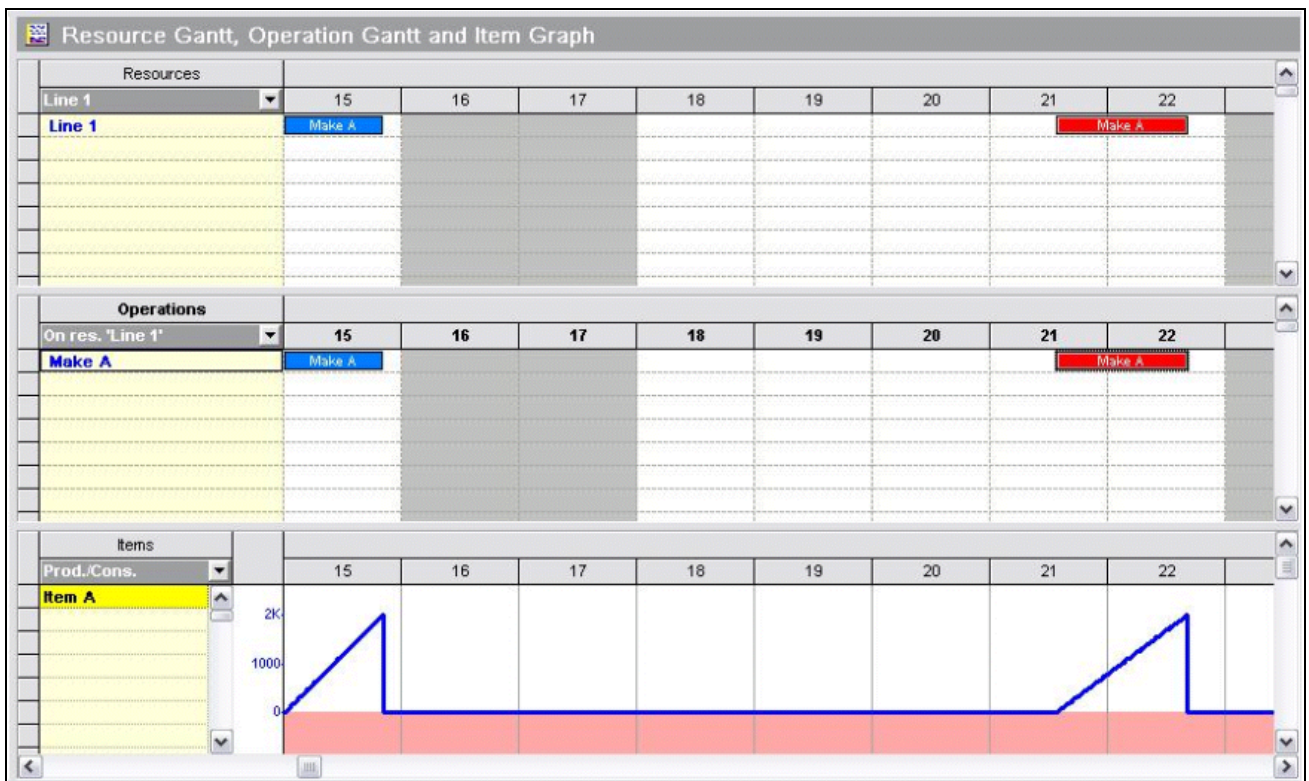 Resource Gantt, Operation Gantt and Item Graph
Resources
Line 1 15 16 17 18 19 20 21 22
Line 1 Make A Make A
Operations
On res. 'Line 1' 15 16 17 18 19 20 21 22
Make A Make A Make A
Items
Prod./Cons. 15 16 17 18 19 20 21 22
Item A
2K
1000
0